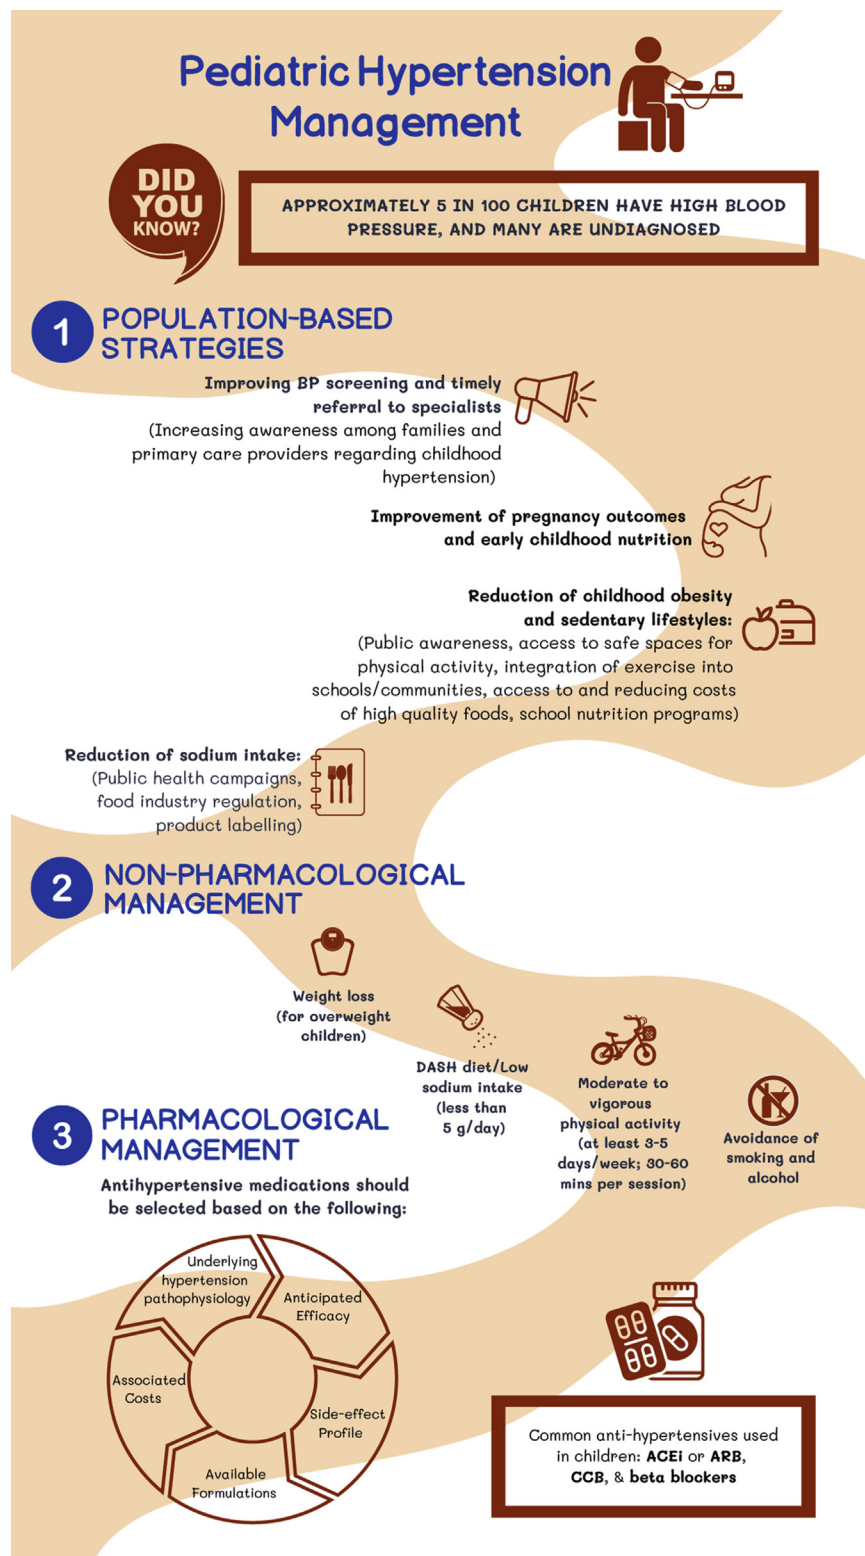 Pediatric Hypertension
Management
DID
YOU
KNOW?
APPROXIMATELY 5 IN 100 CHILDREN HAVE HIGH BLOOD
PRESSURE, AND MANY ARE UNDIAGNOSED
1
POPULATION-BASED
STRATEGIES
Improving BP screening and timely
referral to specialists
(Increasing awareness among families and
primary care providers regarding childhood
hypertension)
Improvement of pregnancy outcomes
and early childhood nutrition
Reduction of childhood obesity
and sedentary lifestyles:
(Public awareness, access to safe spaces for
physical activity, integration of exercise into
schools/communities, access to and reducing costs
of high quality foods, school nutrition programs)
Reduction of sodium intake:
(Public health campaigns,
food industry regulation,
product labelling)
2
NON-PHARMACOLOGICAL
MANAGEMENT
Weight loss
(for overweight
children)
DASH diet/Low
sodium intake
(less than
5 g/day)
Moderate to
vigorous
physical activity
(at least 3-5
days/week; 30-60
mins per session)
Avoidance of
smoking and
alcohol
3
PHARMACOLOGICAL
MANAGEMENT
Antihypertensive medications should
be selected based on the following:
Underlying
hypertension
pathophysiology
Anticipated
Efficacy
Side-effect
Profile
Available
Formulations
Associated
Costs
Common anti-hypertensives used
in children: ACEi or ARB,
CCB, & beta blockers